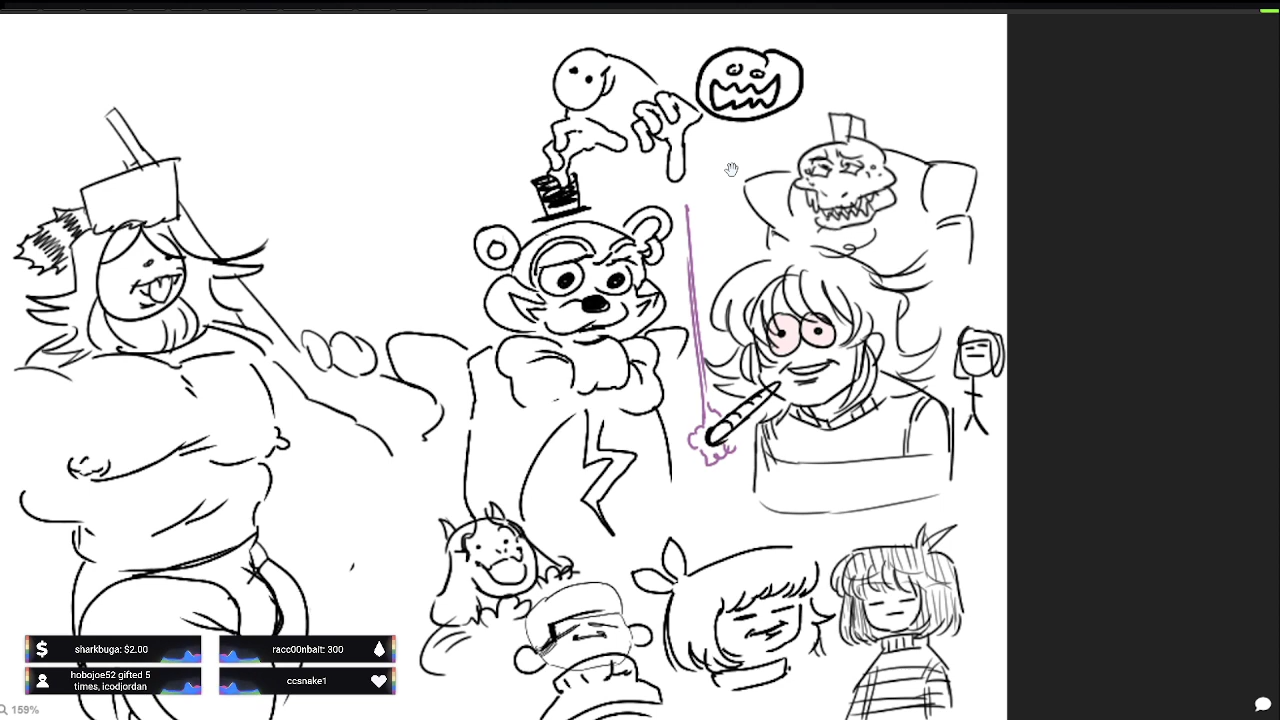 sharkbuga: $2.00
racc00nbait: 300
hobojoe52 gifted 5
times, icodjordan
ccsnake1
159%